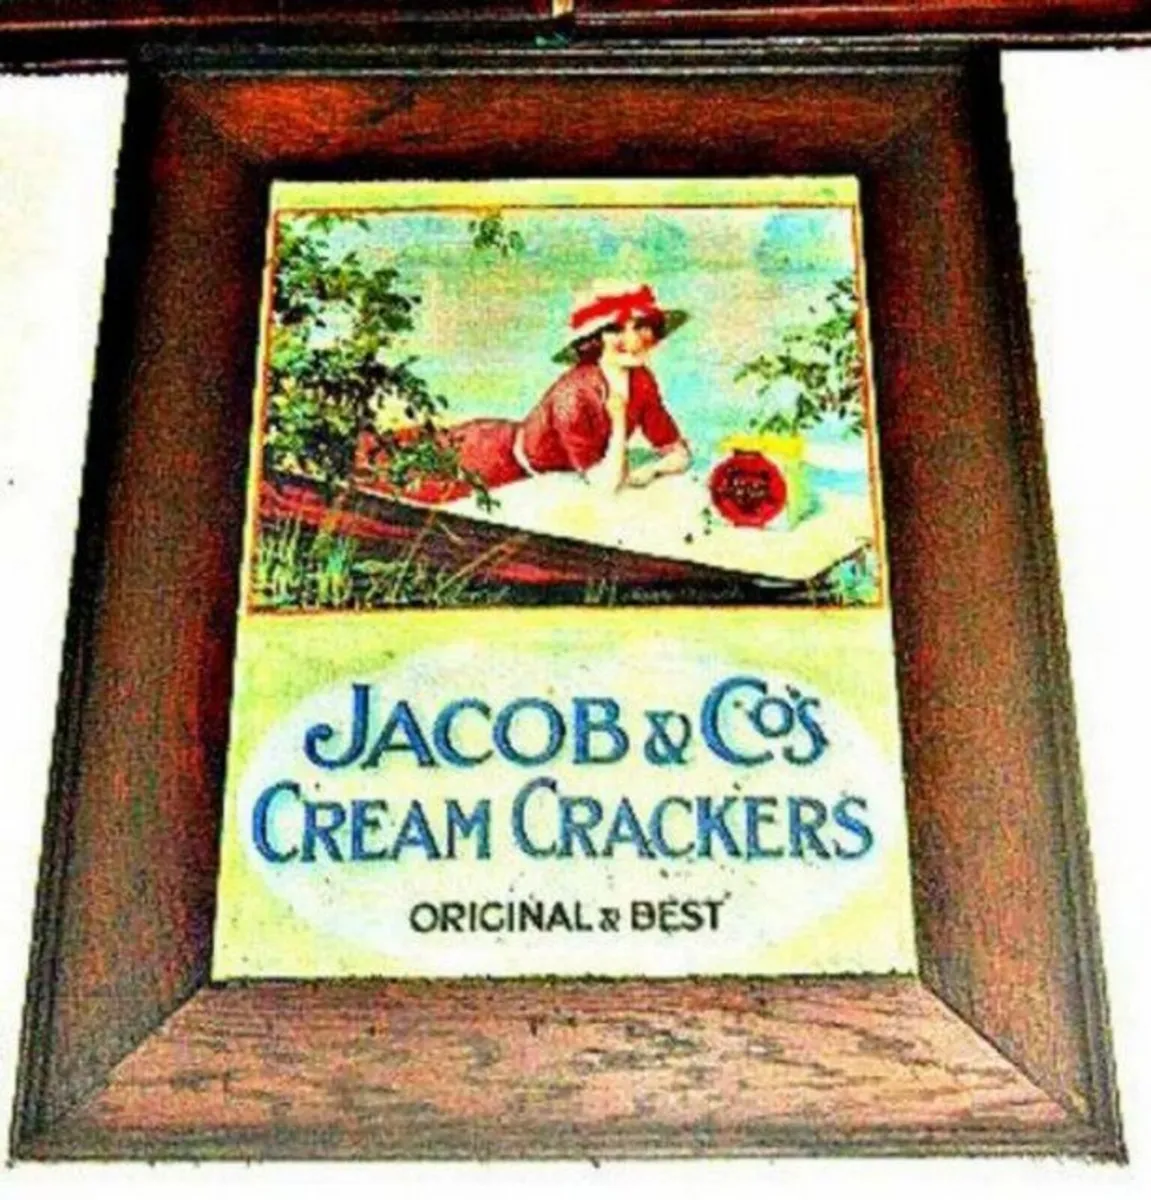 JACOB & CO'S
CREAM CRACKERS
ORIGINAL & BEST